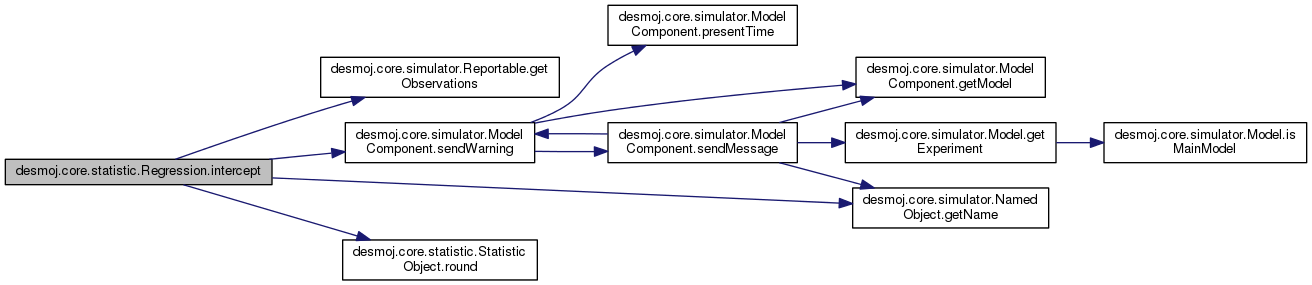 desmoj.core.simulator.Model
Component.presentTime
desmoj.core.simulator.Reportable.get
Observations
desmoj.core.simulator.Model
Component.getModel
desmoj.core.simulator.Model
Component.sendWarning
desmoj.core.simulator.Model
Component.sendMessage
desmoj.core.simulator.Model.get
Experiment
desmoj.core.simulator.Model.is
MainModel
desmoj.core.statistic.Regression.intercept
desmoj.core.simulator.Named
Object.getName
desmoj.core.statistic.Statistic
Object.round